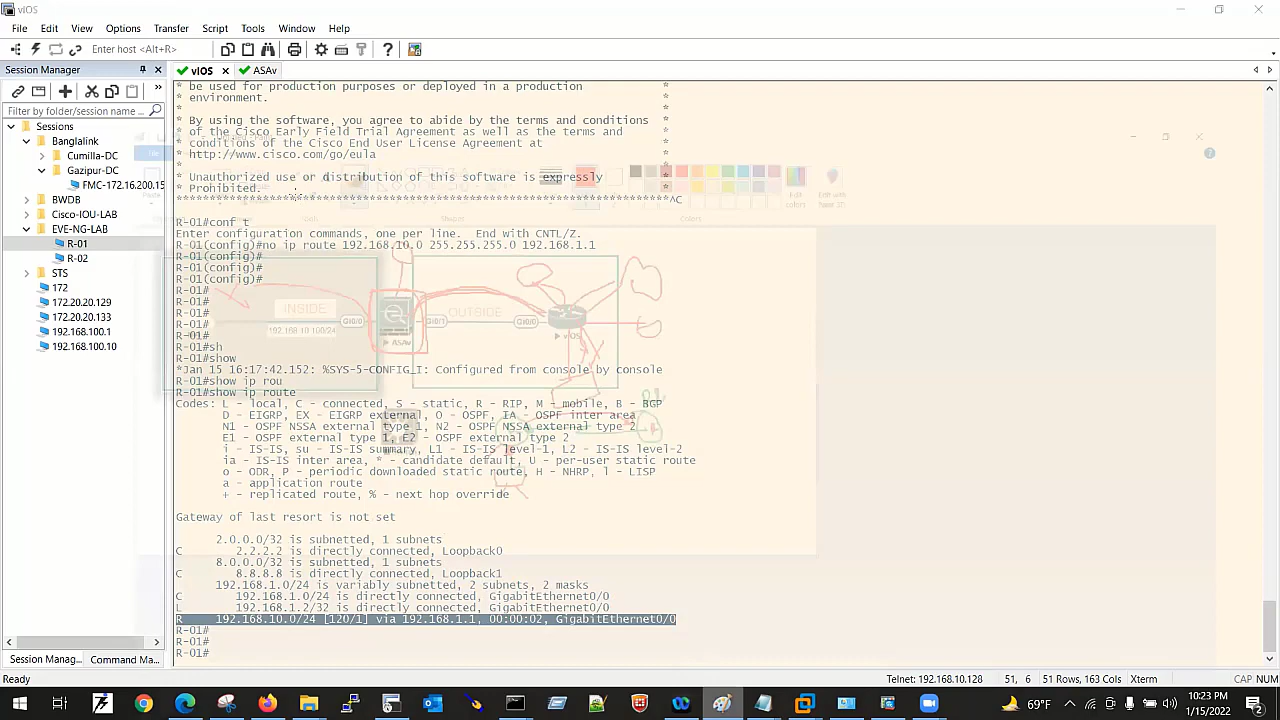 vIOS
File Edit View Options Transfer Script Tools Window Help
Enter host <Alt+R>
Session Manager
vIOS ASAv
Filter by folder/session name
Sessions
Banglalink
Cumilla-DC
Gazipur-DC
FMC-172.16.200.15
BWDB
EVE-NG-LAB
R-01
R-02
STS
172
172.20.20.129
172.20.20.133
192.168.100.1
192.168.100.10
* be used for production purposes or deployed in a production *
* environment. *
* *
* By using the software, you agree to abide by the terms and conditions *
* of the Cisco Early Field Trial Agreement as well as the terms and *
* conditions of the Cisco End User License Agreement at *
* http://www.cisco.com/go/eula *
* *
* Unauthorized use or distribution of this software is expressly *
* Prohibited. *
R-01#conf t
Enter configuration commands, one per line. End with CNTL/Z.
R-01(config)#no ip route 192.168.10.0 255.255.255.0 192.168.1.1
R-01(config)#
R-01(config)#
R-01(config)#
R-01#
R-01#
R-01#
R-01#
R-01#
R-01#sh
R-01#show
*Jan 15 16:17:42.152: %SYS-5-CONFIG_I: Configured from console by console
R-01#show ip rou
R-01#show ip route
Codes: L - local, C - connected, S - static, R - RIP, M - mobile, B - BGP
D - EIGRP, EX - EIGRP external, O - OSPF, IA - OSPF inter area
N1 - OSPF NSSA external type 1, N2 - OSPF NSSA external type 2
E1 - OSPF external type 1, E2 - OSPF external type 2
i - IS-IS, su - IS-IS summary, L1 - IS-IS level-1, L2 - IS-IS level-2
ia - IS-IS inter area, * - candidate default, U - per-user static route
o - ODR, P - periodic downloaded static route, H - NHRP, l - LISP
a - application route
+ - replicated route, % - next hop override
Gateway of last resort is not set
2.0.0.0/32 is subnetted, 1 subnets
C 2.2.2.2 is directly connected, Loopback0
8.0.0.0/32 is subnetted, 1 subnets
C 8.8.8.8 is directly connected, Loopback1
192.168.1.0/24 is variably subnetted, 2 subnets, 2 masks
C 192.168.1.0/24 is directly connected, GigabitEthernet0/0
L 192.168.1.2/32 is directly connected, GigabitEthernet0/0
R 192.168.10.0/24 [120/1] via 192.168.1.1, 00:00:02, GigabitEthernet0/0
R-01#
R-01#
R-01#
INSIDE
192.168.10.100/24
Gi0/0
ASAv
Gi0/1
OUTSIDE
Gi0/0
vIOS
Shapes
Colors
Edit colors
Session Manag... Command Ma...
Ready
Telnet: 192.168.10.128 51, 6 51 Rows, 163 Cols Xterm CAP NUM
69°F
10:23 PM
1/15/2022